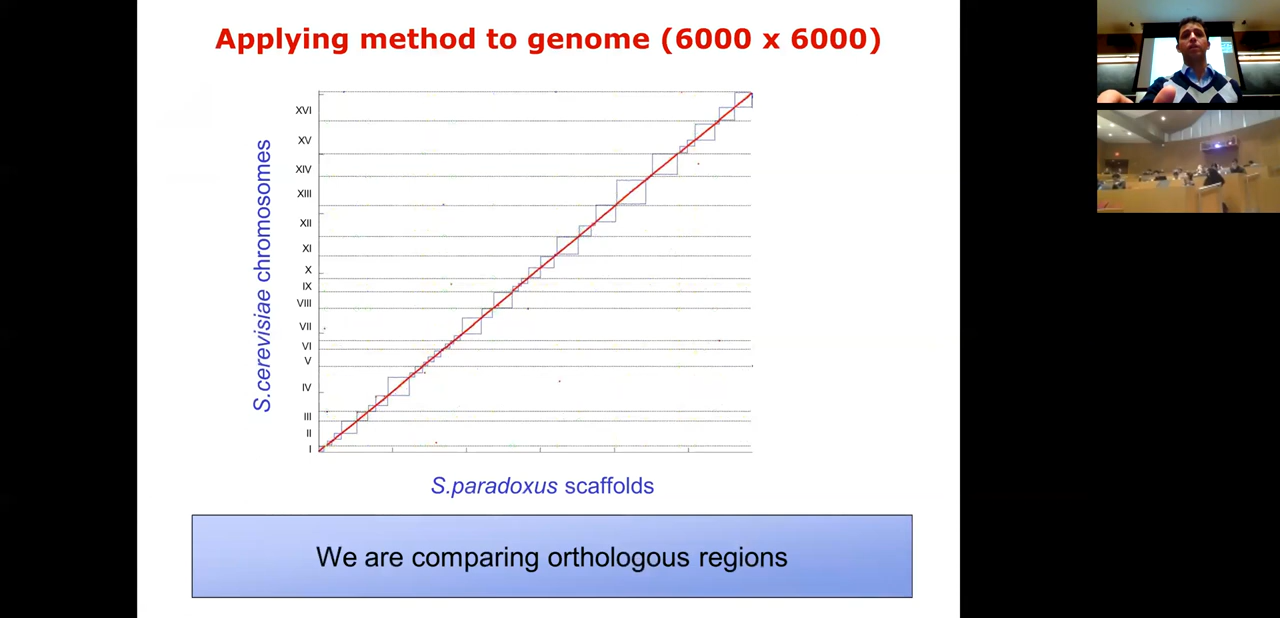 Applying method to genome (6000 x 6000)
S.cerevisiae chromosomes
XVI
XV
XIV
XIII
XII
XI
X
IX
VIII
VII
VI
V
IV
III
II
I
S.paradoxus scaffolds
We are comparing orthologous regions